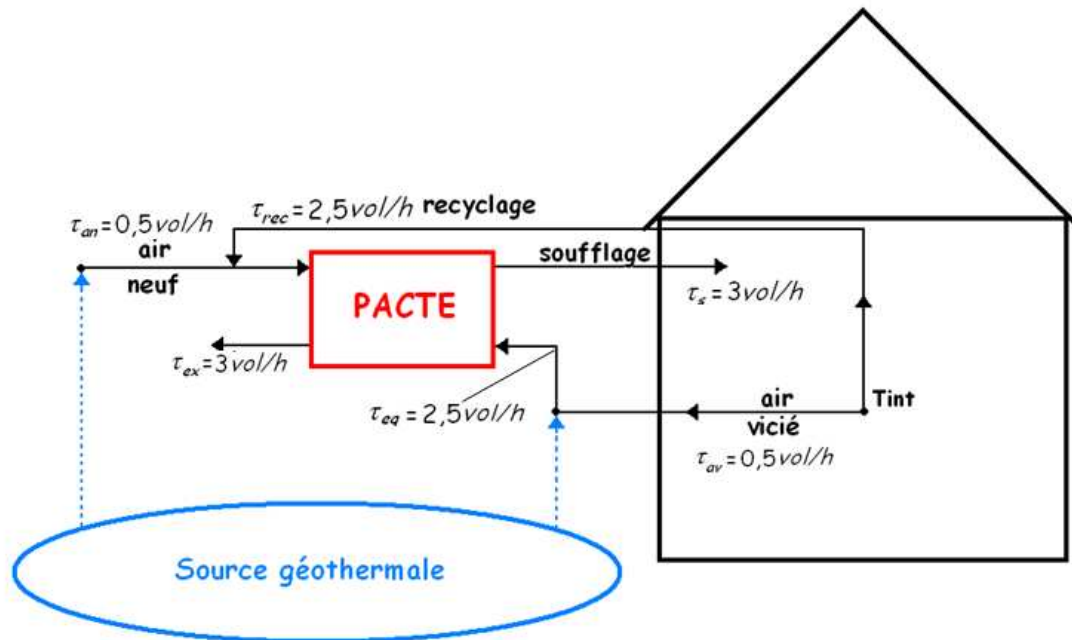 τrec=2,5vol/h recyclage
τan=0,5vol/h
air
neuf
soufflage
τs=3vol/h
PACTE
τex=3vol/h
τeq=2,5vol/h
air
vicié
Tint
τav=0,5vol/h
Source géothermale